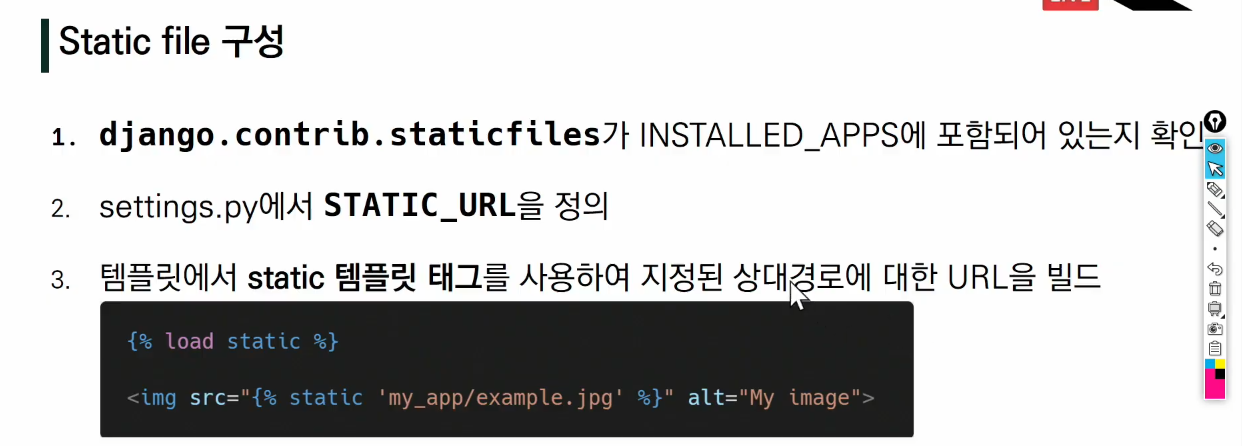 Static file 구성
1. django.contrib.staticfiles가 INSTALLED_APPS에 포함되어 있는지 확인
2. settings.py에서 STATIC_URL을 정의
3. 템플릿에서 static 템플릿 태그를 사용하여 지정된 상대경로에 대한 URL을 빌드
{% load static %}
<img src="{% static 'my_app/example.jpg' %}" alt="My image">